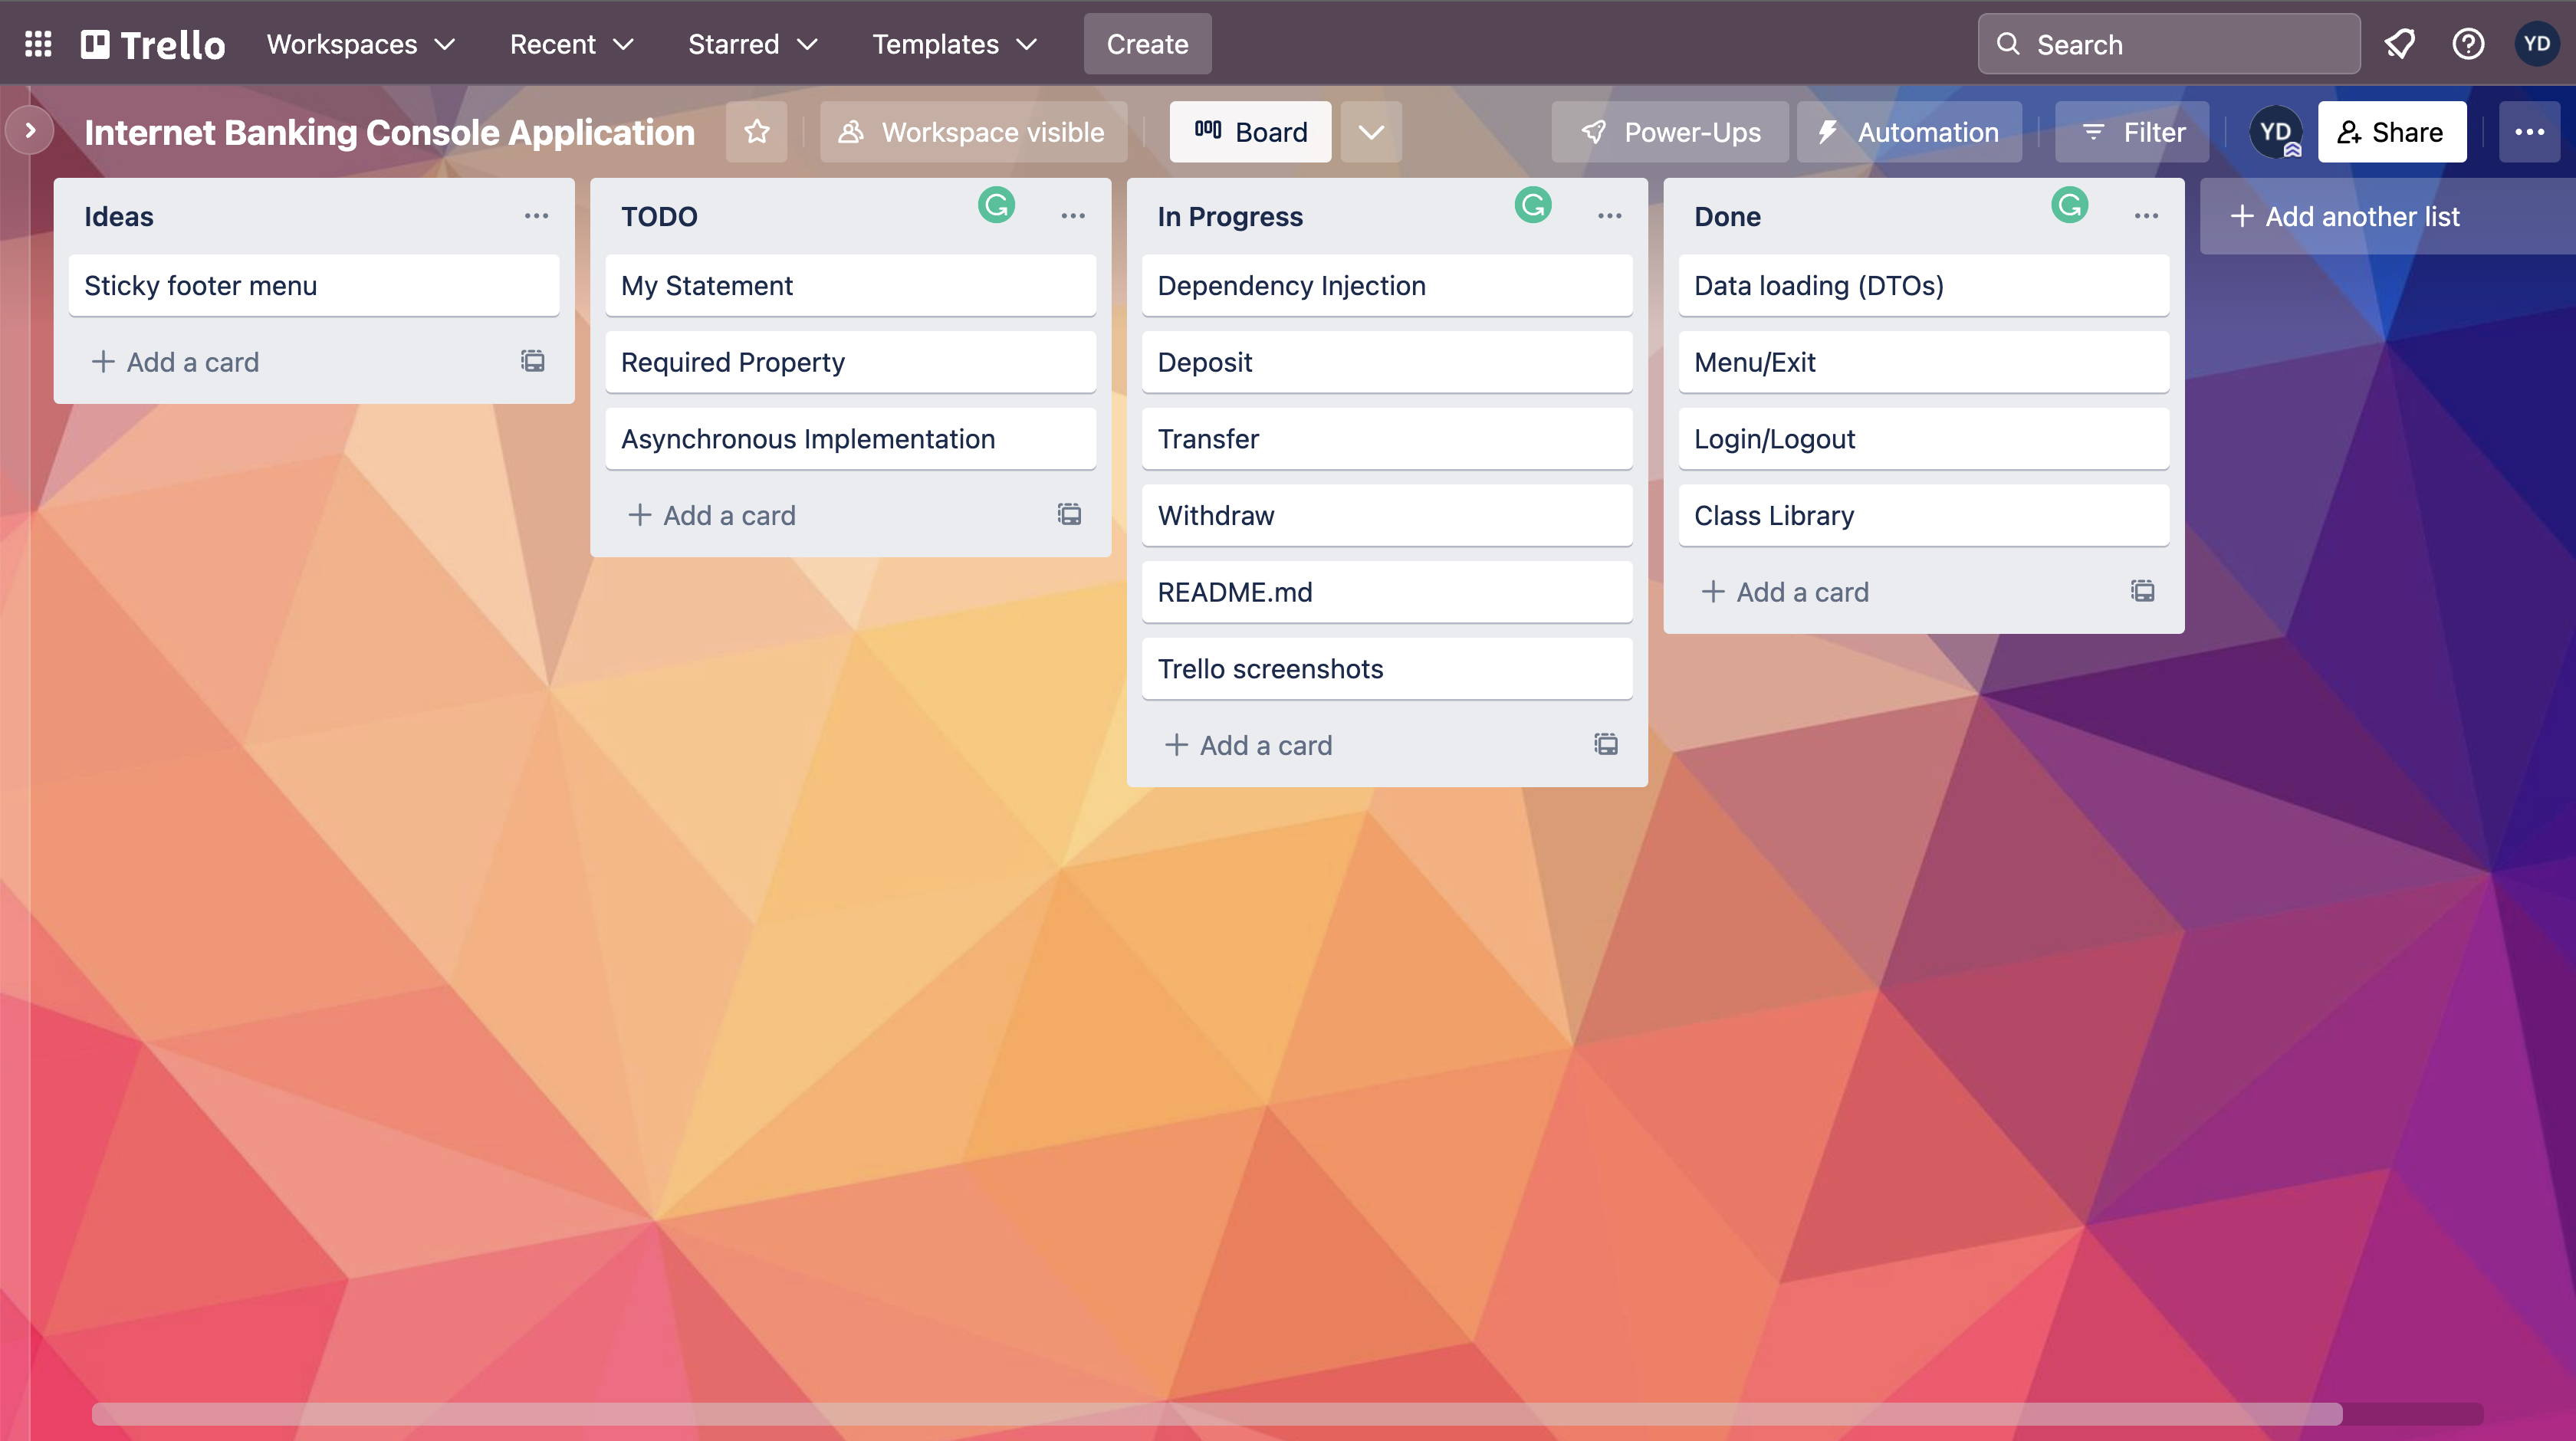 Trello Workspaces Recent Starred Templates Create Search YD
Internet Banking Console Application Workspace visible Board Power-Ups Automation Filter YD Share
Ideas
Sticky footer menu
Add a card
TODO
My Statement
Required Property
Asynchronous Implementation
Add a card
In Progress
Dependency Injection
Deposit
Transfer
Withdraw
README.md
Trello screenshots
Add a card
Done
Data loading (DTOs)
Menu/Exit
Login/Logout
Class Library
Add a card
Add another list